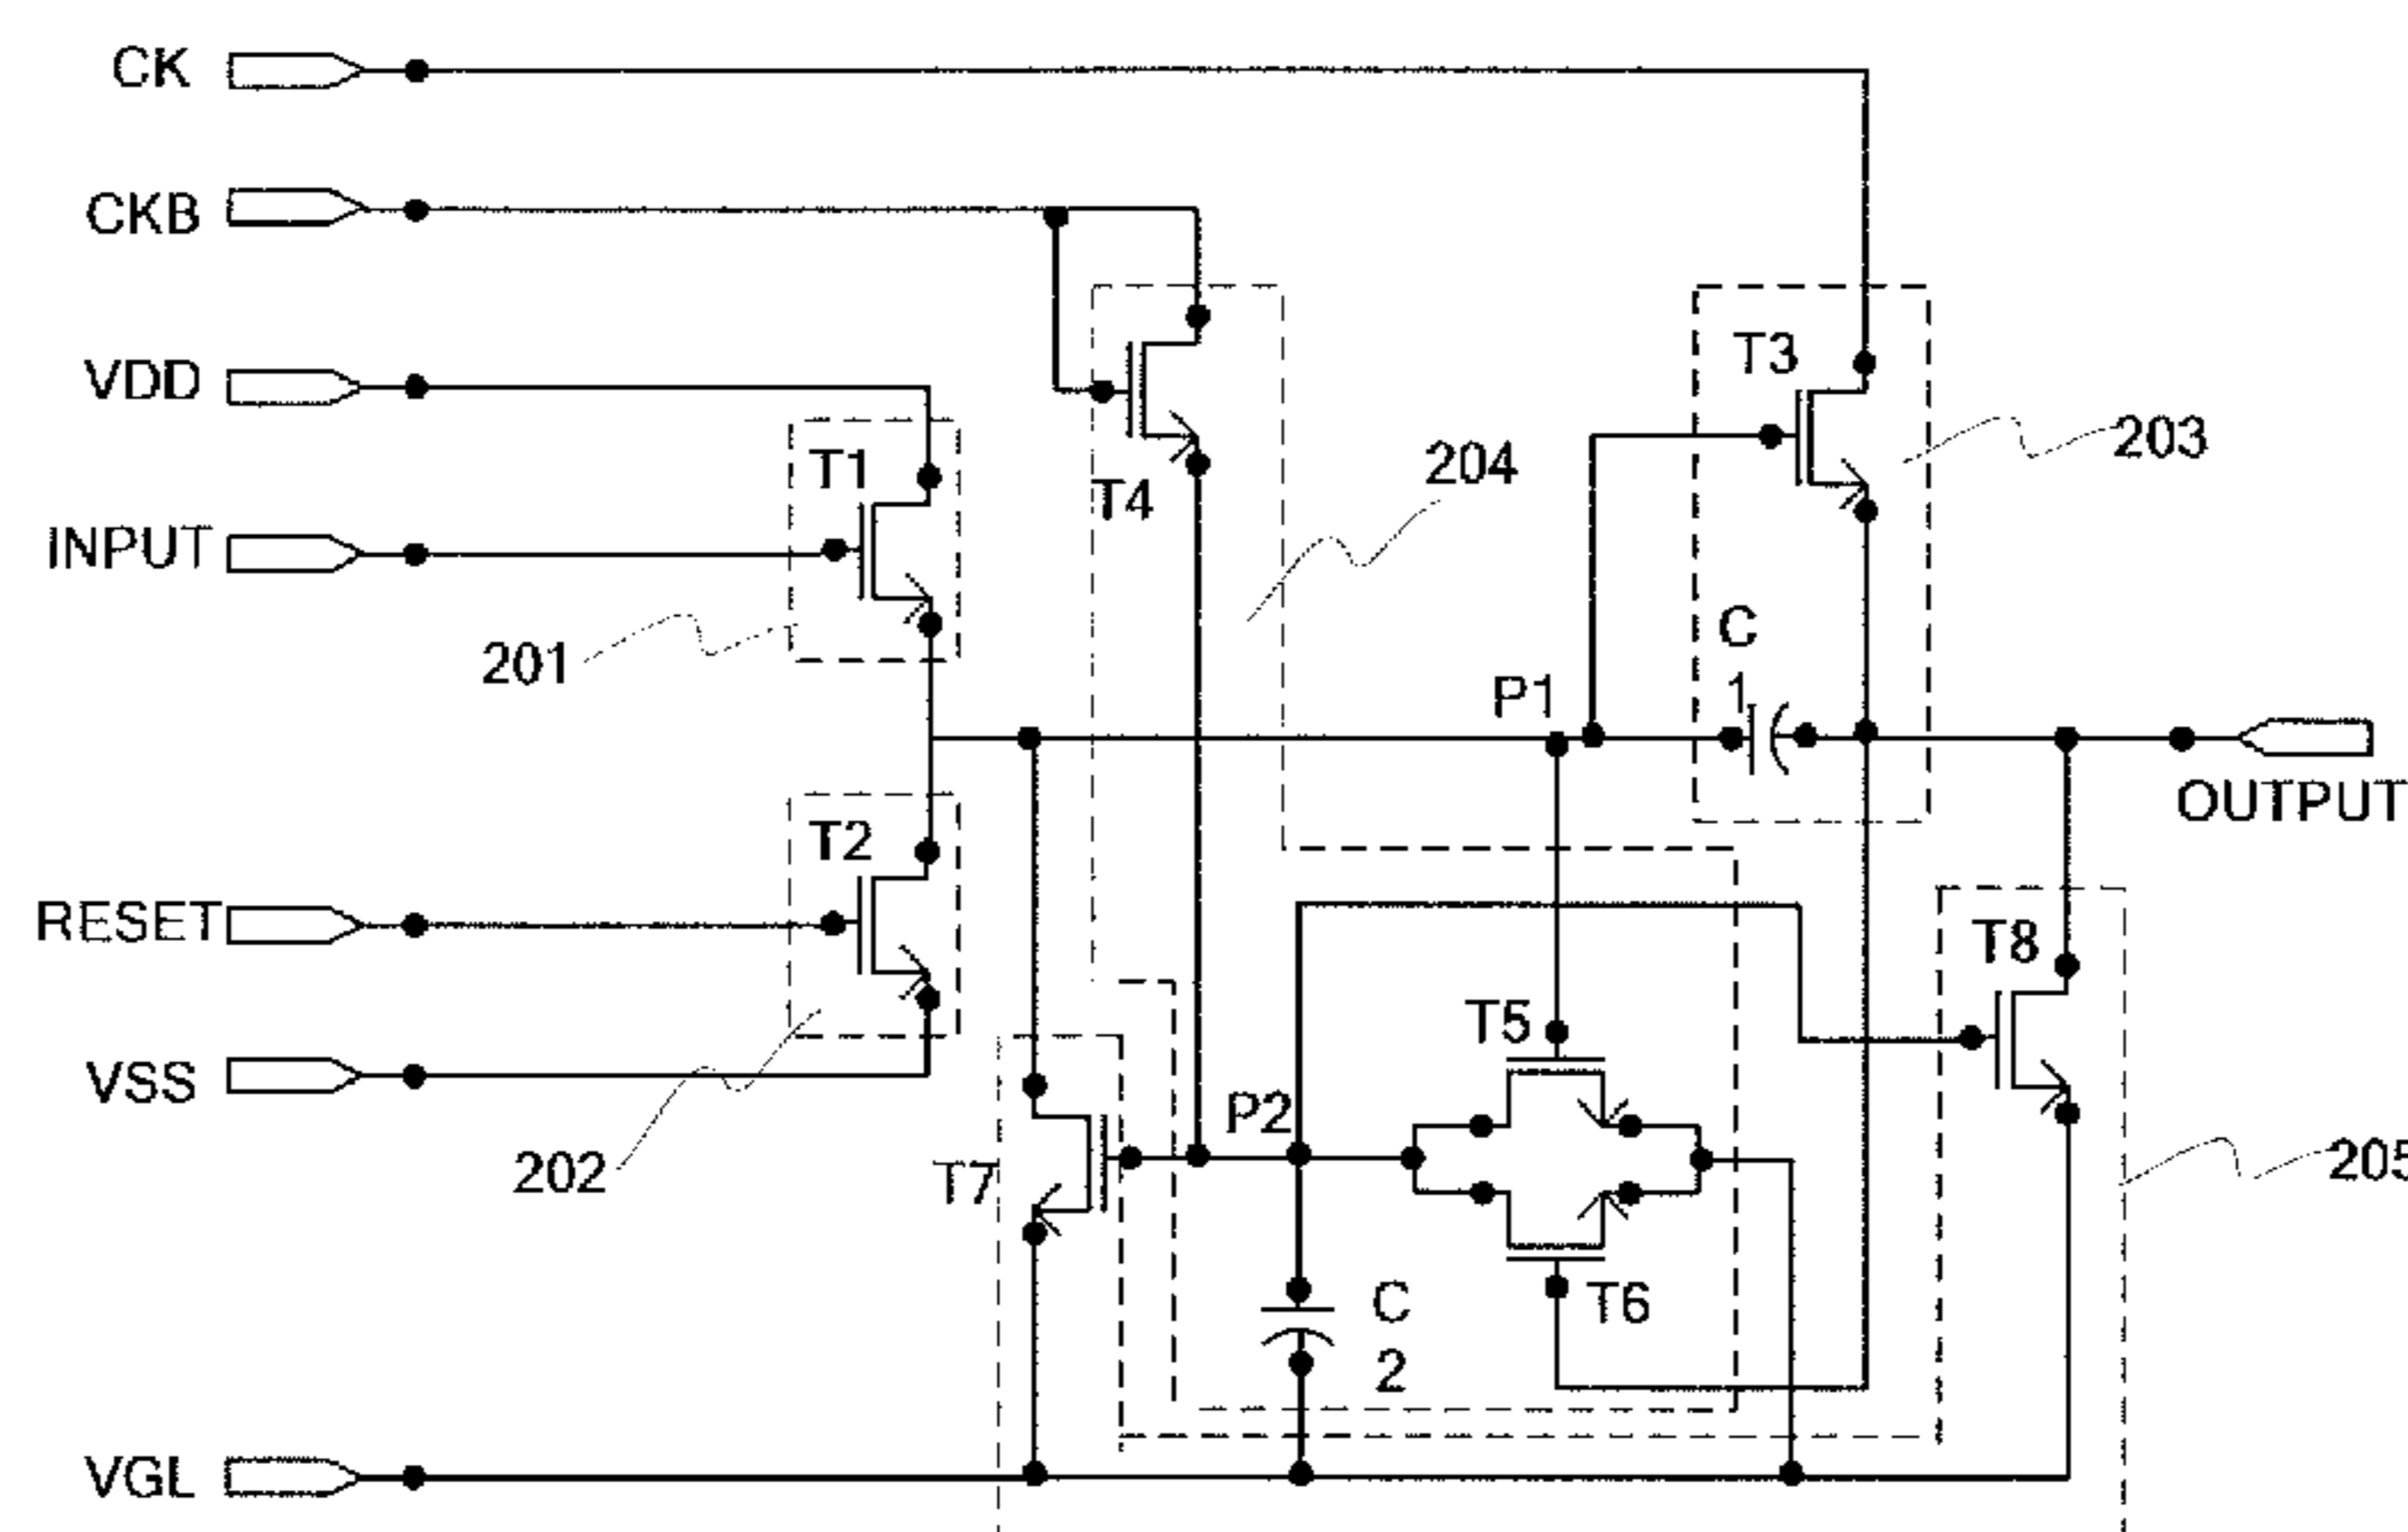 CK
CKB
VDD
T3
203
T1
204
T4
INPUT
201
C
1
P1
T2
OUTPUT
RESET
T8
T5
VSS
P2
202
T7
205
C
2
T6
VGL